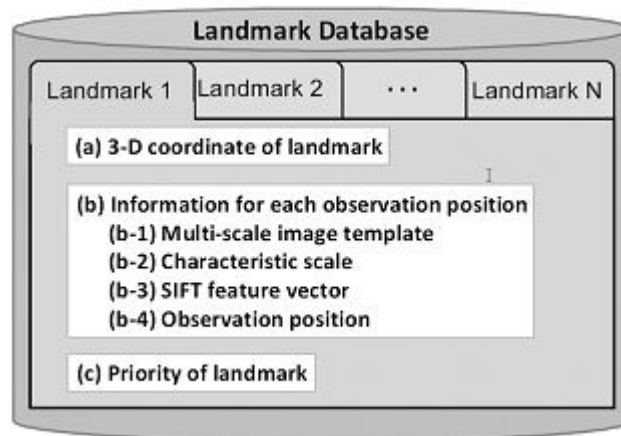 Landmark Database
Landmark 1 Landmark 2 ... Landmark N
(a) 3-D coordinate of landmark
(b) Information for each observation position
(b-1) Multi-scale image template
(b-2) Characteristic scale
(b-3) SIFT feature vector
(b-4) Observation position
(c) Priority of landmark